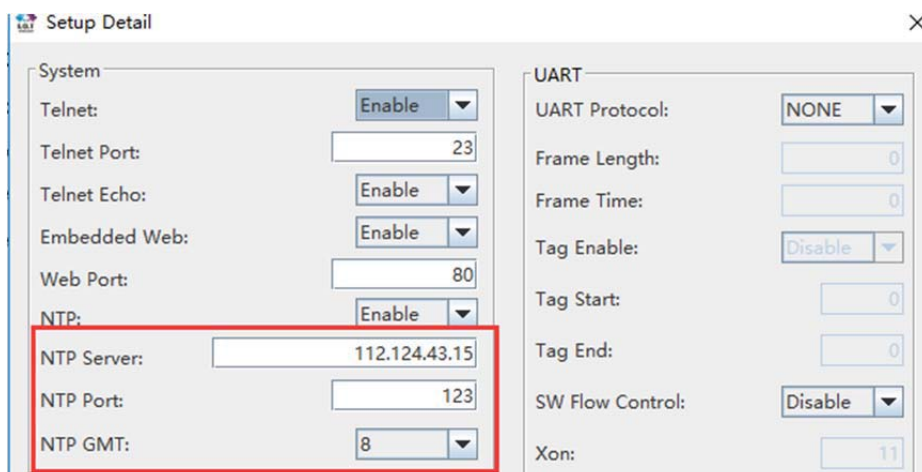 Setup Detail
System
Telnet: Enable
Telnet Port: 23
Telnet Echo: Enable
Embedded Web: Enable
Web Port: 80
NTP: Enable
NTP Server: 112.124.43.15
NTP Port: 123
NTP GMT: 8
UART
UART Protocol: NONE
Frame Length: 0
Frame Time: 0
Tag Enable: Disable
Tag Start: 0
Tag End: 0
SW Flow Control: Disable
Xon: 11